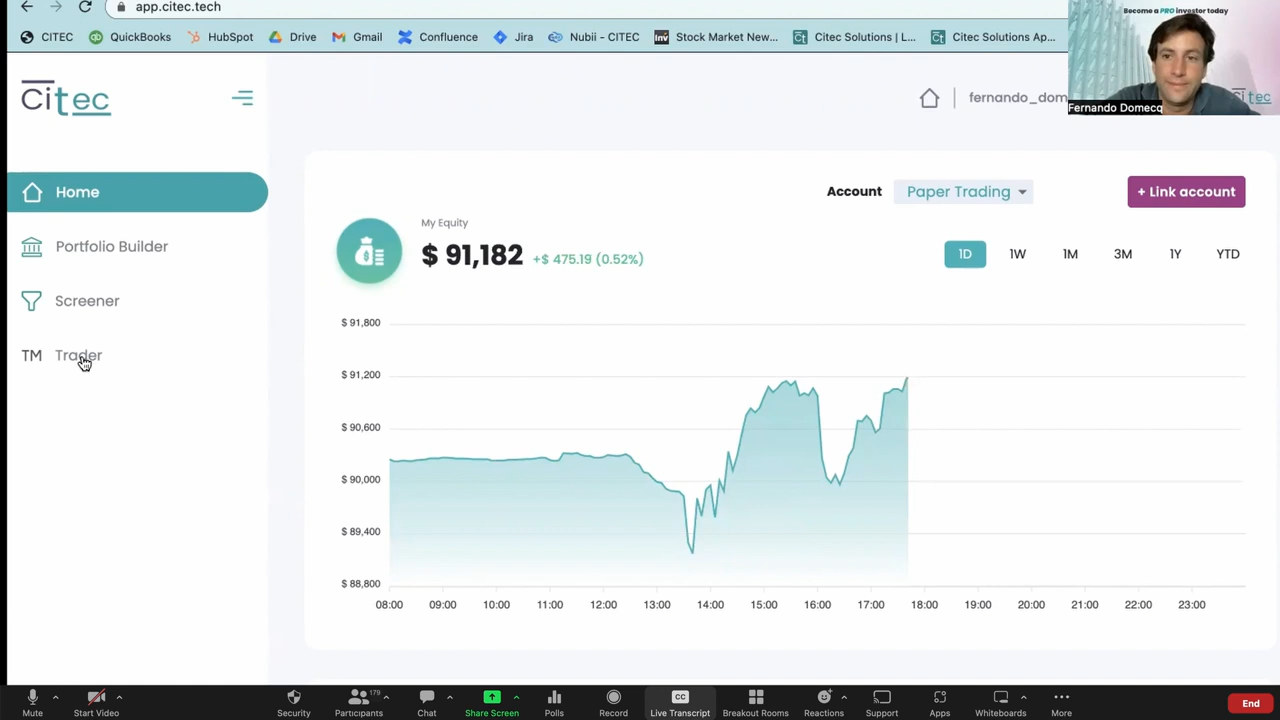 app.citec.tech
Become a PRO investor today
CITEC QuickBooks HubSpot Drive Gmail Confluence Jira Nubii - CITEC Stock Market New... Citec Solutions | L... Citec Solutions Ap...
Citec
fernando_dom
Citec
Fernando Domecq
Home
Account Paper Trading + Link account
My Equity
$ 91,182 +$ 475.19 (0.52%)
1D 1W 1M 3M 1Y YTD
Portfolio Builder
Screener
TM Trader
$ 91,800
$ 91,200
$ 90,600
$ 90,000
$ 89,400
$ 88,800
08:00 09:00 10:00 11:00 12:00 13:00 14:00 15:00 16:00 17:00 18:00 19:00 20:00 21:00 22:00 23:00
179
CC
Mute Start Video Security Participants Chat Share Screen Polls Record Live Transcript Breakout Rooms Reactions Support Apps Whiteboards More End